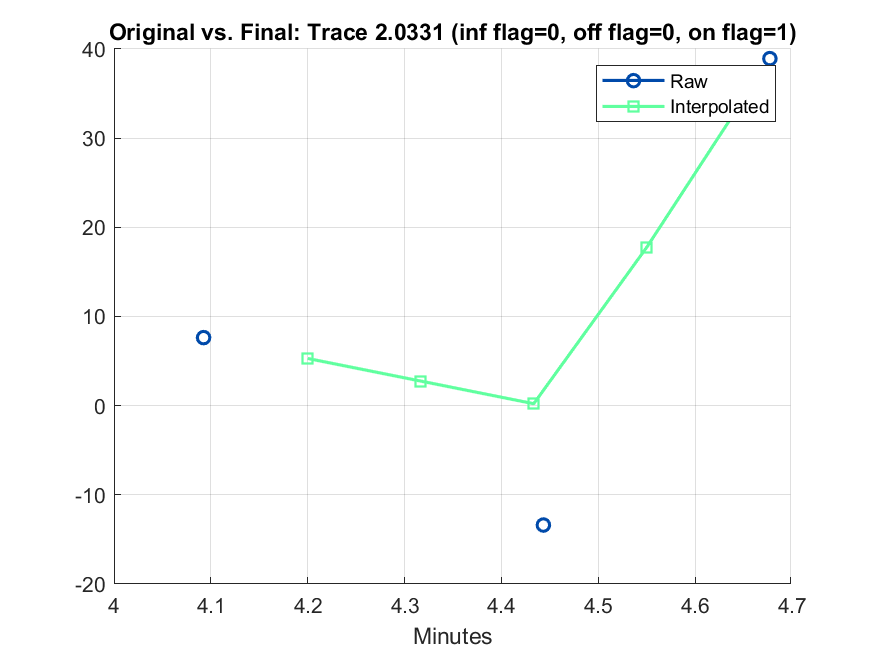 Original vs. Final: Trace 2.0331 (inf flag=0, off flag=0, on flag=1)
40
30
20
10
0
-10
-20
Raw
Interpolated
4 4.1 4.2 4.3 4.4 4.5 4.6 4.7
Minutes